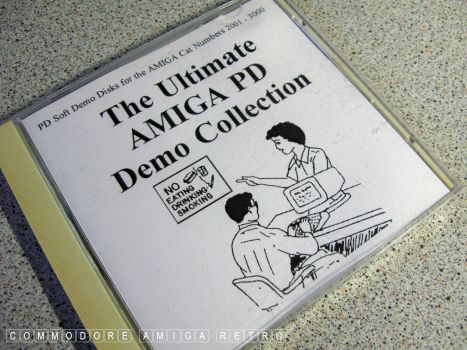 PD Soft Demo Disks for the AMIGA Cat Numbers 2001 - 3000
The Ultimate
AMIGA PD
Demo Collection
NO
EATING
DRINKING
SMOKING
COMMODORE AMIGA RETRO